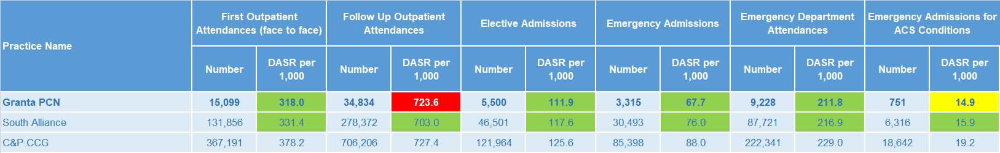 Practice Name
First Outpatient
Attendances (face to face)
Follow Up Outpatient
Attendances
Elective Admissions
Emergency Admissions
Emergency Department
Attendances
Emergency Admissions for
ACS Conditions
Number
DASR per
1,000
Number
DASR per
1,000
Number
DASR per
1,000
Number
DASR per
1,000
Number
DASR per
1,000
Number
DASR per
1,000
Granta PCN 15,099 318.0 34,834 723.6 5,500 111.9 3,315 67.7 9,228 211.8 751 14.9
South Alliance 131,856 331.4 278,372 703.0 46,501 117.6 30,493 76.0 87,721 216.9 6,316 15.9
C&P CCG 367,191 378.2 706,206 727.4 121,964 125.6 85,398 88.0 222,341 229.0 18,642 19.2